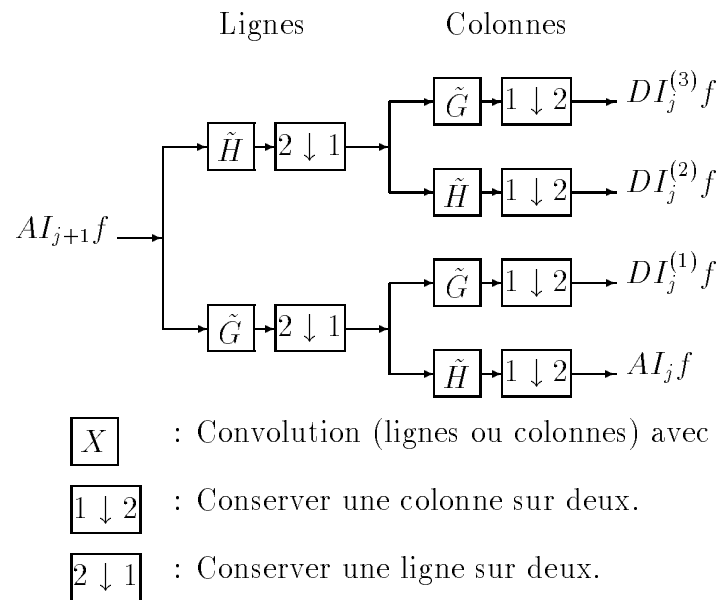 Lignes Colonnes
G̃ 1 ↓ 2 DI_j^{(3)}f
H̃ 2 ↓ 1
H̃ 1 ↓ 2 DI_j^{(2)}f
AI_{j+1}f
G̃ 1 ↓ 2 DI_j^{(1)}f
G̃ 2 ↓ 1
H̃ 1 ↓ 2 AI_jf
X : Convolution (lignes ou colonnes) avec
1 ↓ 2 : Conserver une colonne sur deux.
2 ↓ 1 : Conserver une ligne sur deux.